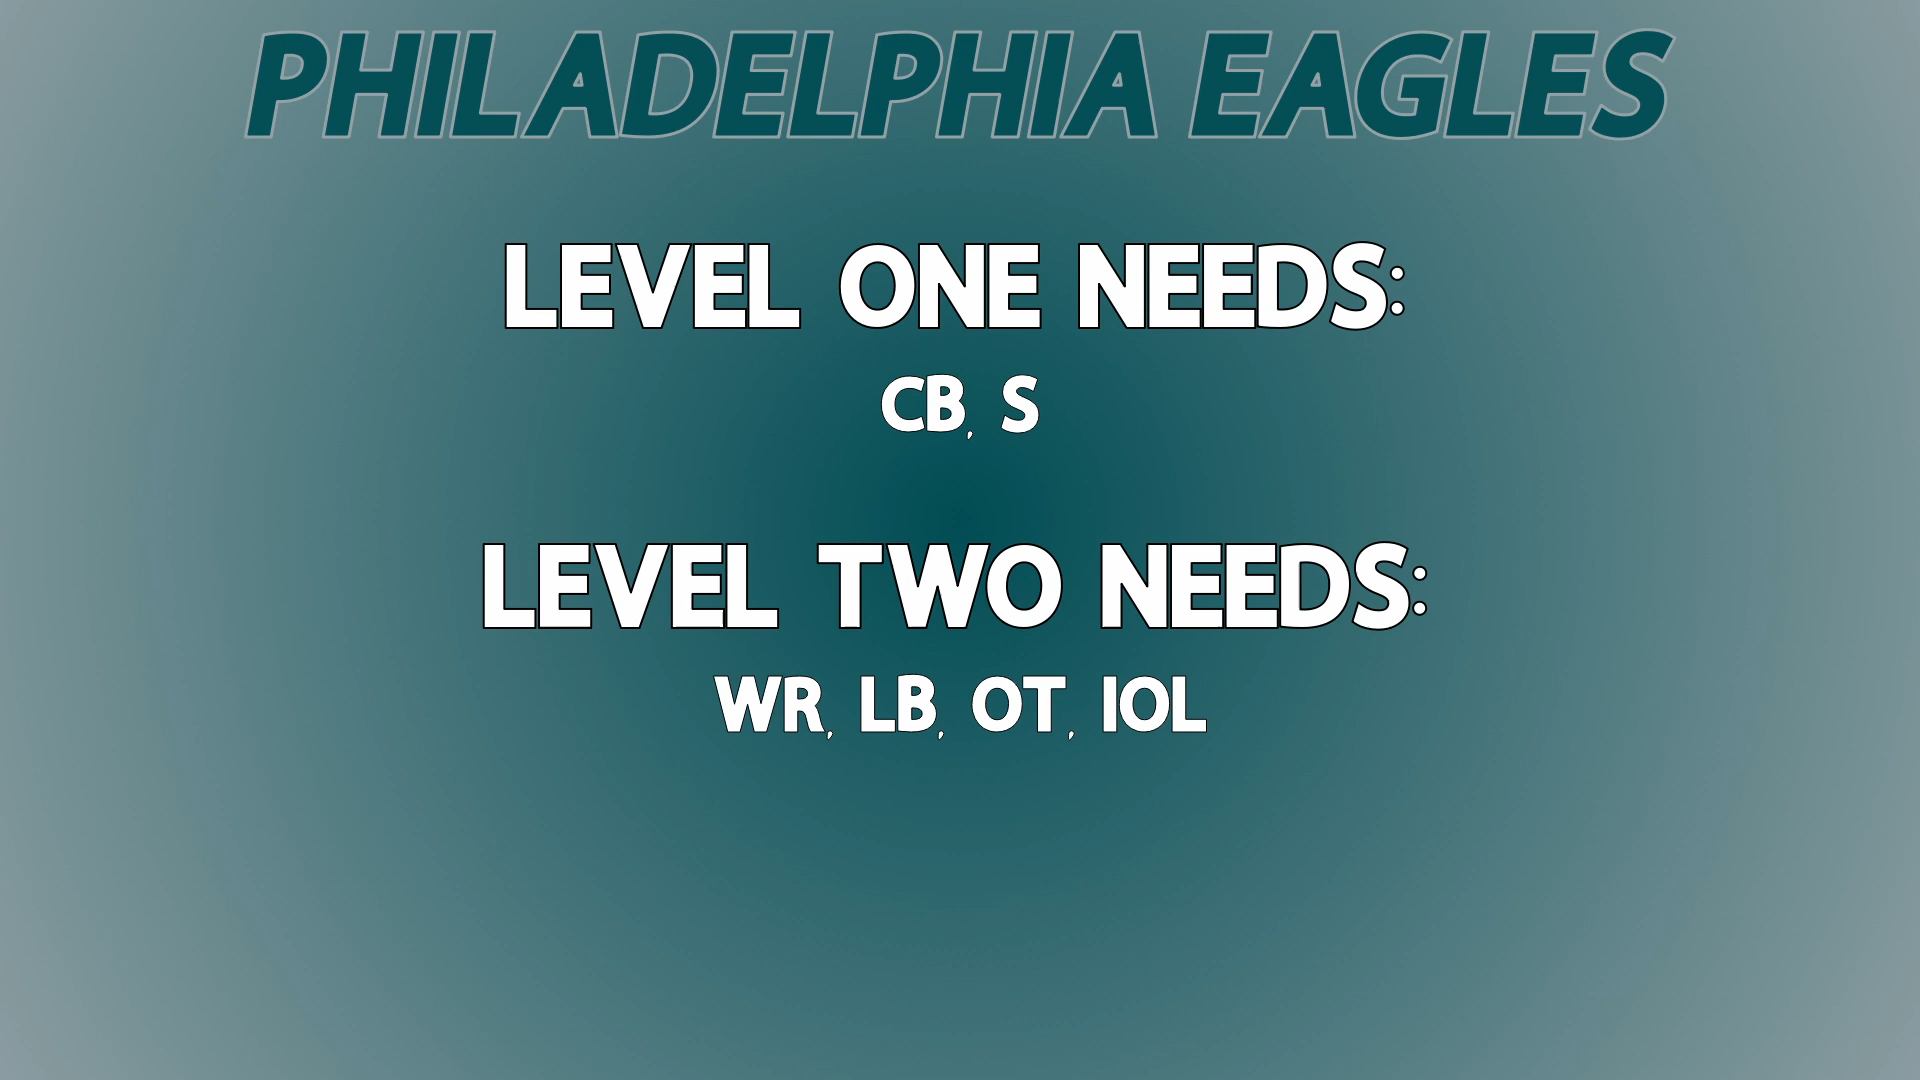 PHILADELPHIA EAGLES
LEVEL ONE NEEDS:
CB, S
LEVEL TWO NEEDS:
WR, LB, OT, IOL